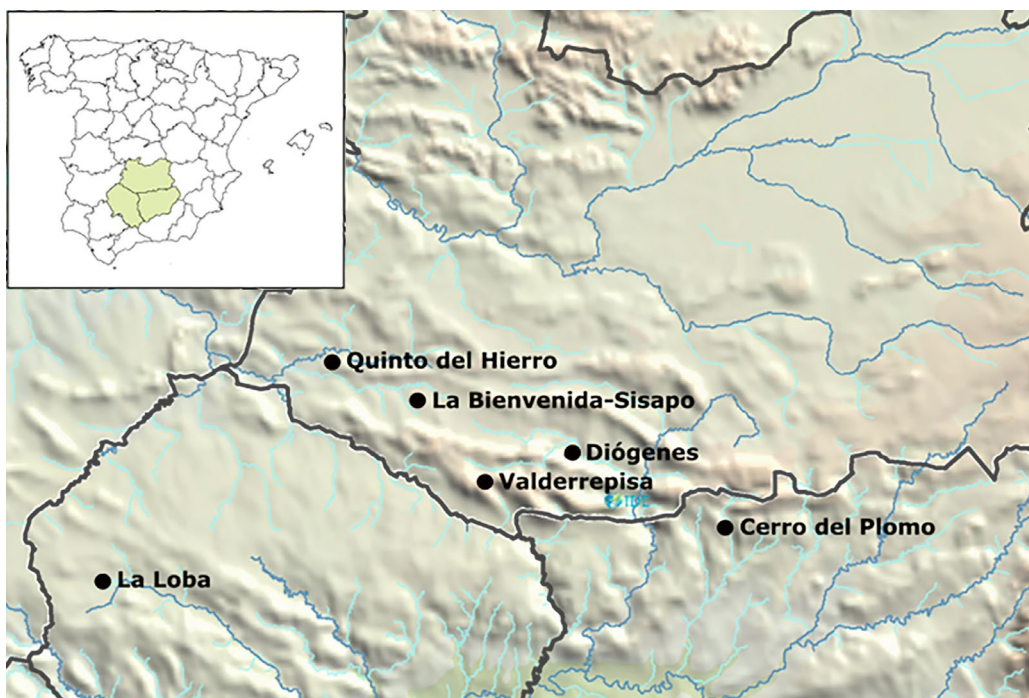 Quinto del Hierro
La Bienvenida-Sisapo
Diógenes
Valderrepisa
Cerro del Plomo
La Loba